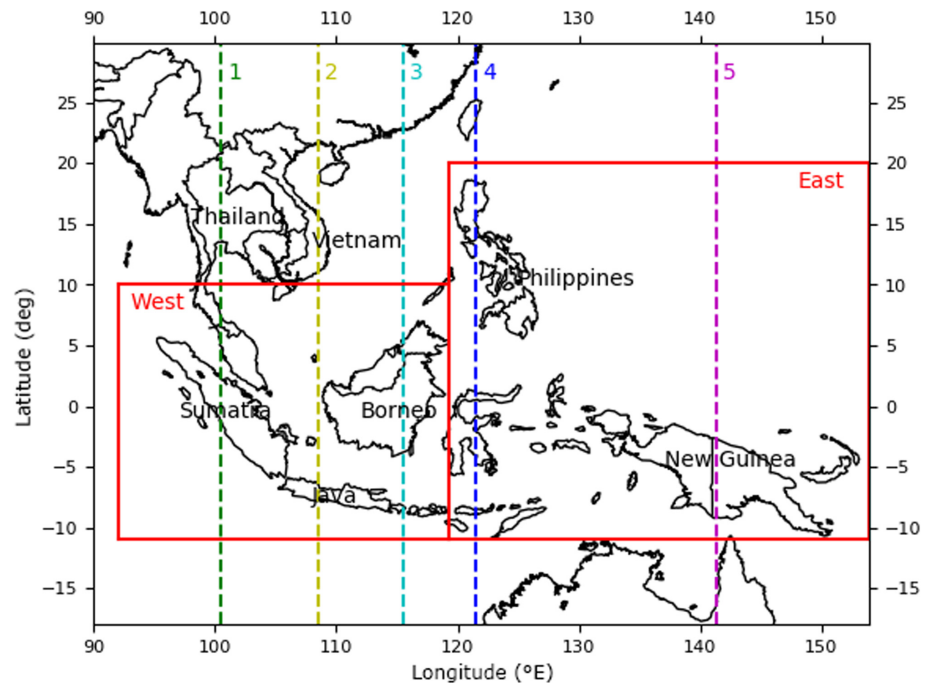 90 100 110 120 130 140 150
1 2 3 4 5
25 25
20 20
East
Thailand
15 15
Vietnam
Philippines
10 10
West
5 5
Latitude (deg)
0 0
Sumatra Borneo
New Guinea
−5 −5
Java
−10 −10
−15 −15
90 100 110 120 130 140 150
Longitude (ºE)